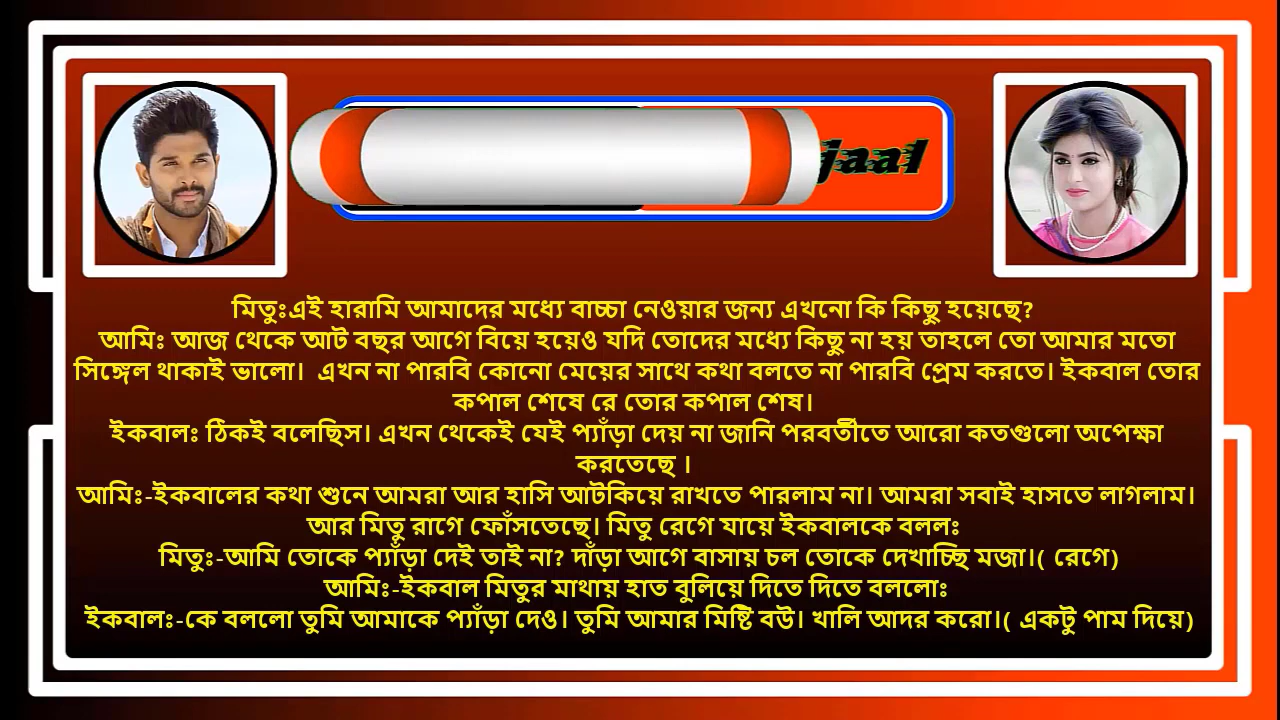 jaal
মিতুঃএই হারামি আমাদের মধ্যে বাচ্চা নেওয়ার জন্য এখনো কি কিছু হয়েছে?
আমিঃ আজ থেকে আট বছর আগে বিয়ে হয়েও যদি তোদের মধ্যে কিছু না হয় তাহলে তো আমার মতো
সিঙ্গেল থাকাই ভালো। এখন না পারবি কোনো মেয়ের সাথে কথা বলতে না পারবি প্রেম করতে। ইকবাল তোর
কপাল শেষে রে তোর কপাল শেষ।
ইকবালঃ ঠিকই বলেছিস। এখন থেকেই যেই প্যাঁড়া দেয় না জানি পরবর্তীতে আরো কতগুলো অপেক্ষা
করতেছে ।
আমিঃ-ইকবালের কথা শুনে আমরা আর হাসি আটকিয়ে রাখতে পারলাম না। আমরা সবাই হাসতে লাগলাম।
আর মিতু রাগে ফোঁসতেছে। মিতু রেগে যায়ে ইকবালকে বললঃ
মিতুঃ-আমি তোকে প্যাঁড়া দেই তাই না? দাঁড়া আগে বাসায় চল তোকে দেখাচ্ছি মজা।( রেগে)
আমিঃ-ইকবাল মিতুর মাথায় হাত বুলিয়ে দিতে দিতে বললোঃ
ইকবালঃ-কে বললো তুমি আমাকে প্যাঁড়া দেও। তুমি আমার মিষ্টি বউ। খালি আদর করো।( একটু পাম দিয়ে)